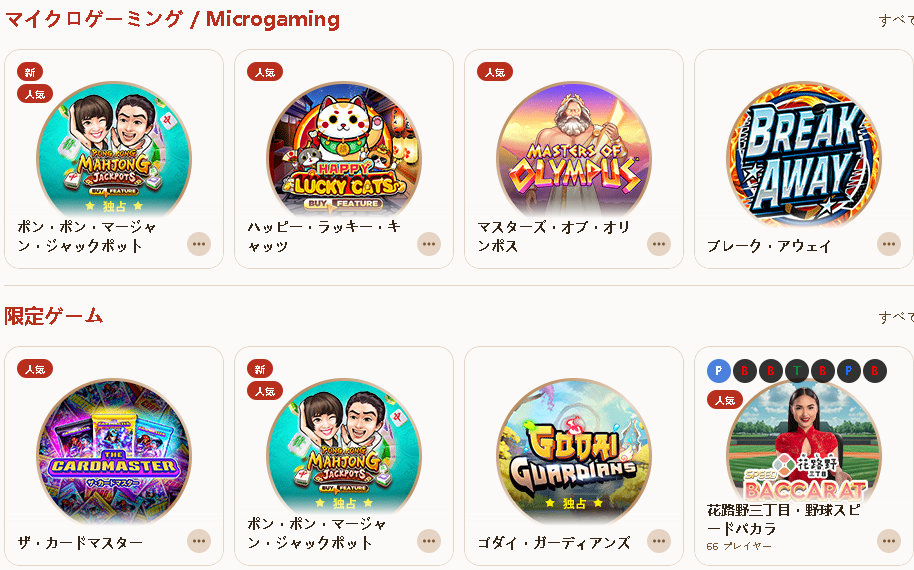 マイクロゲーミング / Microgaming
すべて
新
人気
PONG PONG
MAHJONG
JACKPOTS
BUY FEATURE
独占
ポン・ポン・マージャ
ン・ジャックポット
人気
HAPPY
LUCKY CATS
BUY FEATURE
ハッピー・ラッキー・キ
ャッツ
人気
MASTERS OF
OLYMPUS
マスターズ・オブ・オリ
ンポス
BREAK
AWAY
ブレーク・アウェイ
限定ゲーム
すべて
人気
THE
CARDMASTER
ザ・カードマスター
ザ・カードマスター
新
人気
PONG PONG
MAHJONG
JACKPOTS
BUY FEATURE
独占
ポン・ポン・マージャ
ン・ジャックポット
GODAI
GUARDIANS
独占
ゴダイ・ガーディアンズ
P B B T B P B
人気
花路野
三丁目
SPEED
BACCARAT
花路野三丁目・野球スピ
ードバカラ
66 プレイヤー